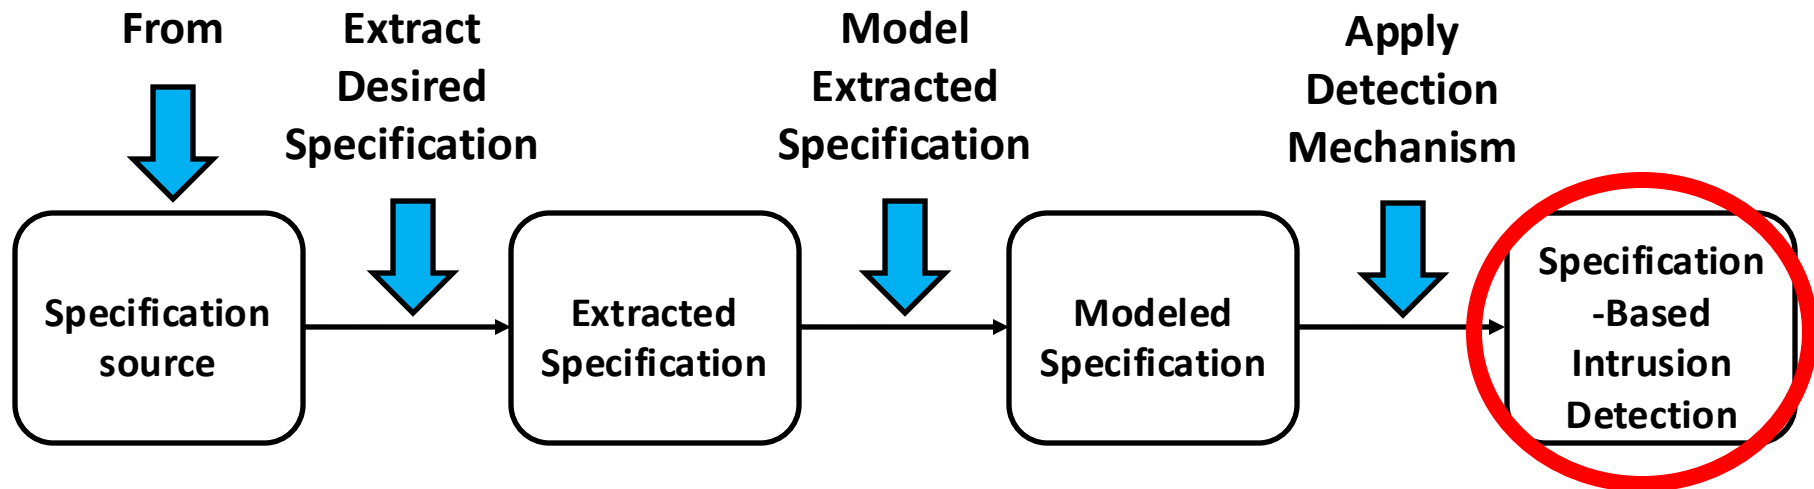 From
Extract
Desired
Specification
Model
Extracted
Specification
Apply
Detection
Mechanism
Specification
source
Extracted
Specification
Modeled
Specification
Specification
-Based
Intrusion
Detection